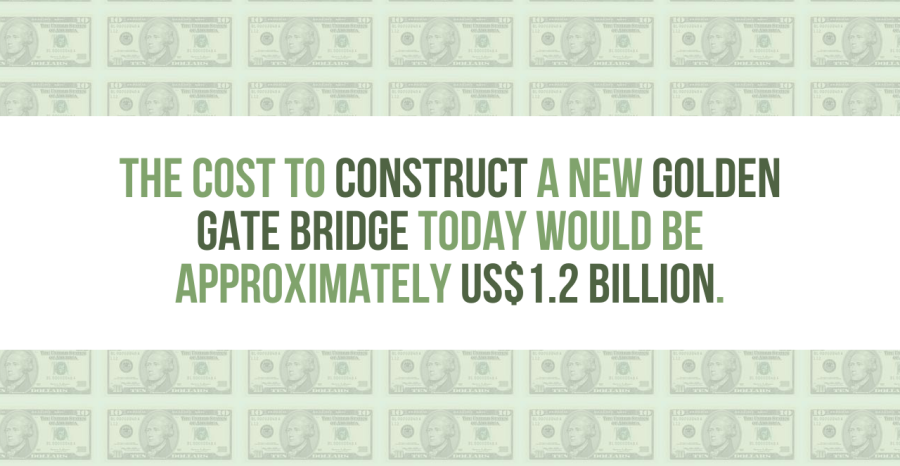 THE COST TO CONSTRUCT A NEW GOLDEN
GATE BRIDGE TODAY WOULD BE
APPROXIMATELY US$1.2 BILLION.